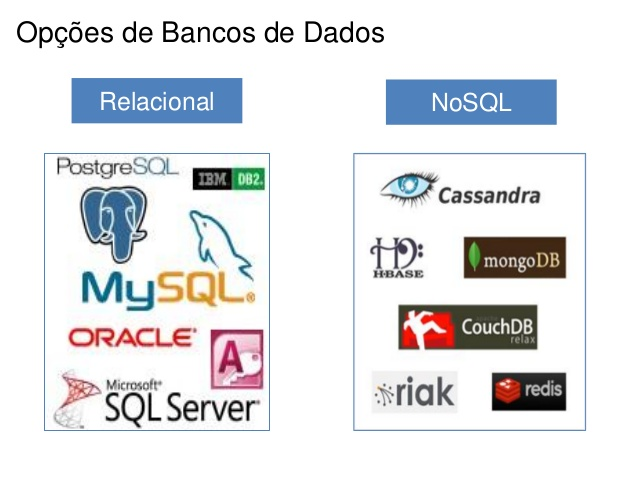 Opções de Bancos de Dados
Relacional
NoSQL
PostgreSQL
IBM DB2.
MySQL®
ORACLE®
A
Microsoft®
SQL Server®
Cassandra
HBASE
mongoDB
CouchDB
relax
riak
redis